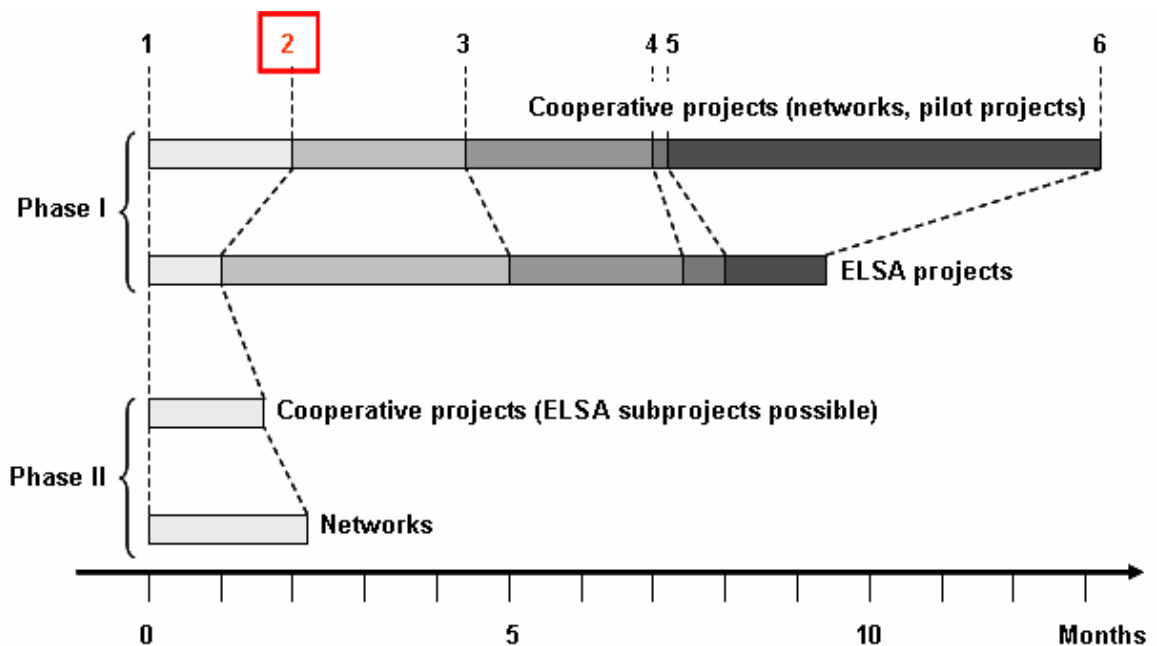 1 2 3 4 5 6
Cooperative projects (networks, pilot projects)
Phase I
ELSA projects
Cooperative projects (ELSA subprojects possible)
Phase II
Networks
0 5 10 Months